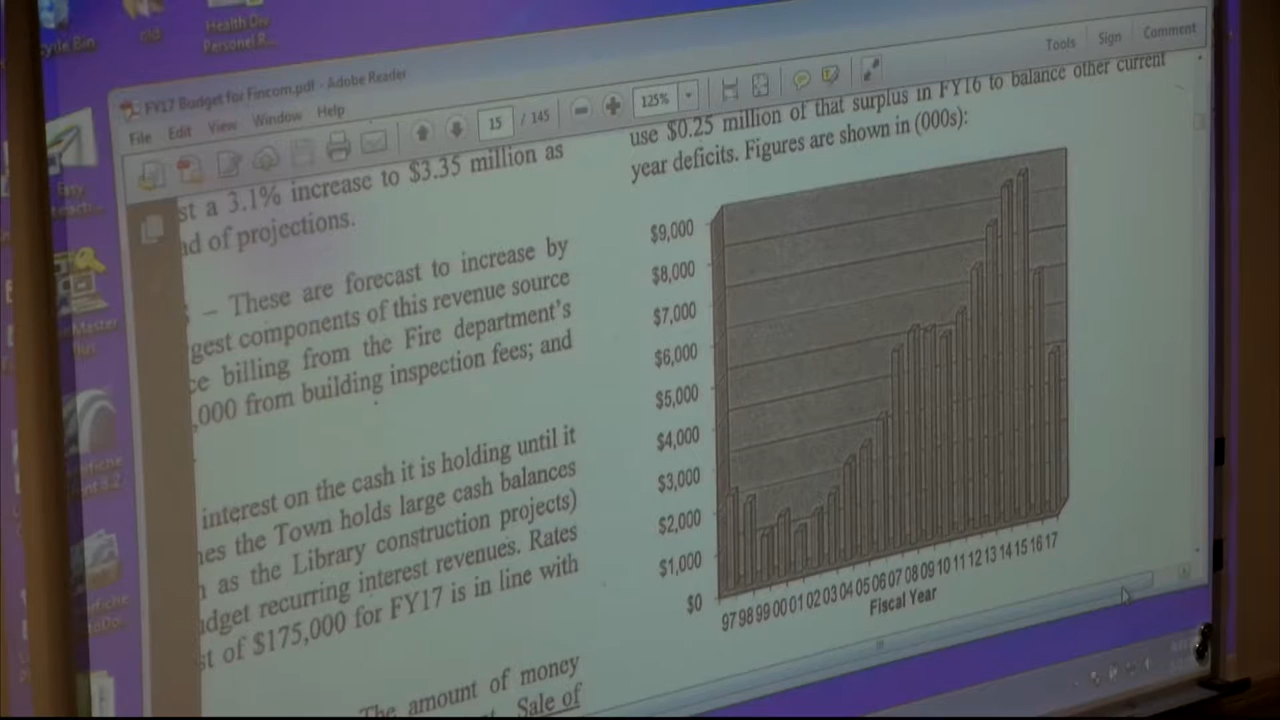 Health De
Personel R...
FY17 Budget for Fincom.pdf - Adobe Reader
File Edit View Window Help
15 / 145
125%
Tools Sign Comment
st a 3.1% increase to $3.35 million as
ad of projections.
– These are forecast to increase by
gest components of this revenue source
ce billing from the Fire department's
,000 from building inspection fees; and
interest on the cash it is holding until it
nes the Town holds large cash balances
as the Library construction projects)
udget recurring interest revenues. Rates
st of $175,000 for FY17 is in line with
The amount of money
Sale of
use $0.25 million of that surplus in FY16 to balance other current
year deficits. Figures are shown in (000s):
$9,000
$8,000
$7,000
$6,000
$5,000
$4,000
$3,000
$2,000
$1,000
$0
97 98 99 00 01 02 03 04 05 06 07 08 09 10 11 12 13 14 15 16 17
Fiscal Year